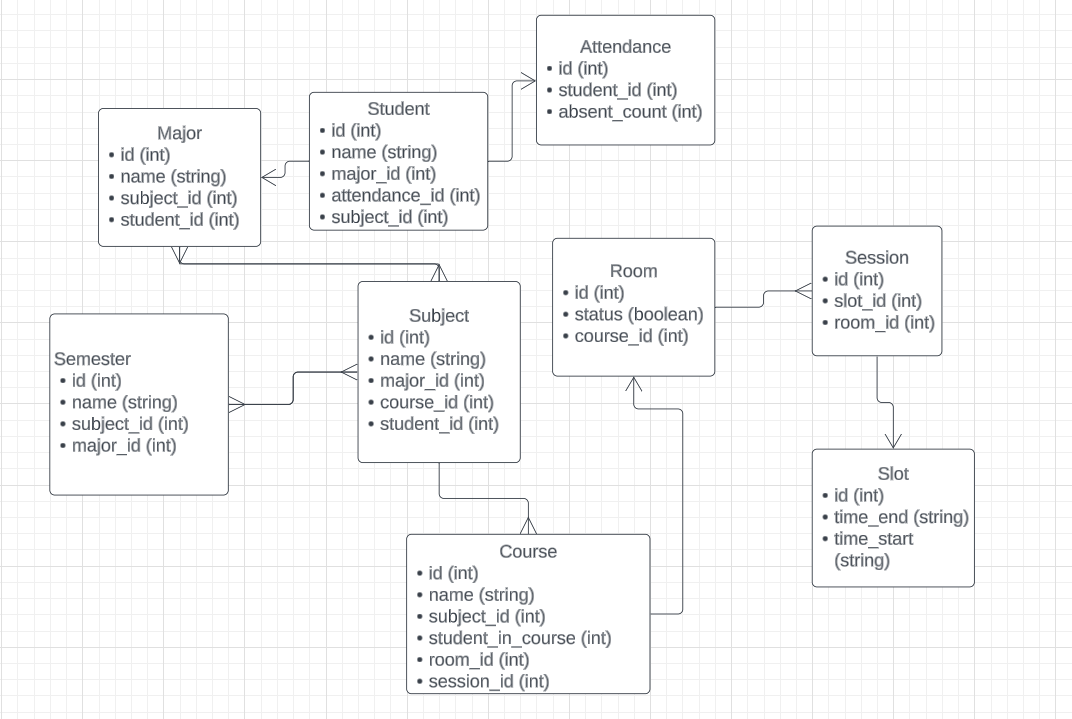 Attendance
• id (int)
• student_id (int)
• absent_count (int)
Student
• id (int)
• name (string)
• major_id (int)
• attendance_id (int)
• subject_id (int)
Major
• id (int)
• name (string)
• subject_id (int)
• student_id (int)
Room
• id (int)
• status (boolean)
• course_id (int)
Session
• id (int)
• slot_id (int)
• room_id (int)
Subject
• id (int)
• name (string)
• major_id (int)
• course_id (int)
• student_id (int)
Semester
• id (int)
• name (string)
• subject_id (int)
• major_id (int)
Slot
• id (int)
• time_end (string)
• time_start
(string)
Course
• id (int)
• name (string)
• subject_id (int)
• student_in_course (int)
• room_id (int)
• session_id (int)